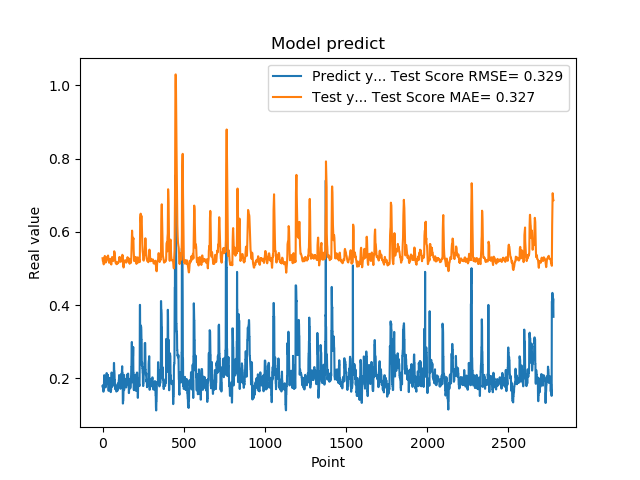 Model predict
Predict y... Test Score RMSE= 0.329
Test y... Test Score MAE= 0.327
1.0
0.8
0.6
0.4
0.2
Real value
0 500 1000 1500 2000 2500
Point